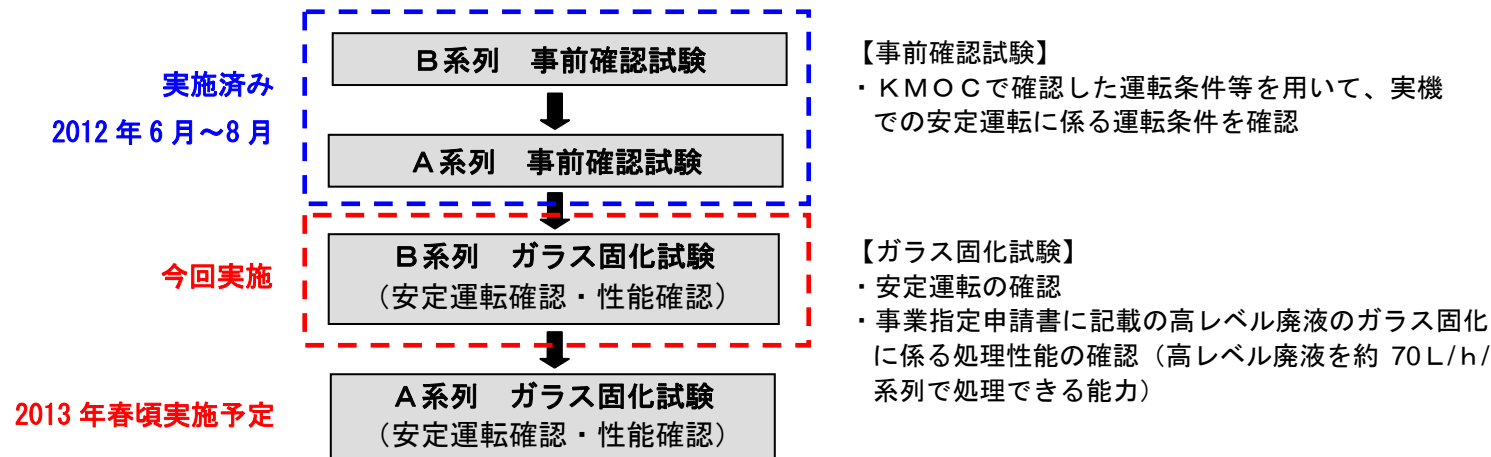 実施済み
2012年6月～8月
Ｂ系列　事前確認試験
Ａ系列　事前確認試験
【事前確認試験】
・ＫＭＯＣで確認した運転条件等を用いて、実機
での安定運転に係る運転条件を確認
今回実施
Ｂ系列　ガラス固化試験
（安定運転確認・性能確認）
【ガラス固化試験】
・安定運転の確認
・事業指定申請書に記載の高レベル廃液のガラス固化
に係る処理性能の確認（高レベル廃液を約 70Ｌ/ｈ/
系列で処理できる能力）
2013年春頃実施予定
Ａ系列　ガラス固化試験
（安定運転確認・性能確認）